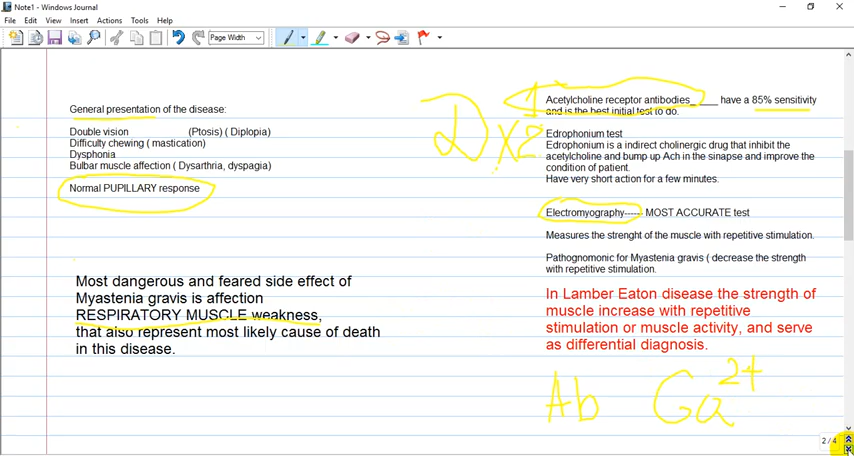 Note1 - Windows Journal
File Edit View Insert Actions Tools Help
Page Width
General presentation of the disease:
Double vision (Ptosis) ( Diplopia)
Difficulty chewing ( mastication)
Dysphonia
Bulbar muscle affection ( Dysarthria, dyspagia)
Normal PUPILLARY response
Most dangerous and feared side effect of
Myastenia gravis is affection
RESPIRATORY MUSCLE weakness,
that also represent most likely cause of death
in this disease.
Dx
1
2
Acetylcholine receptor antibodies_ ____ have a 85% sensitivity
and is the best initial test to do.
Edrophonium test
Edrophonium is a indirect cholinergic drug that inhibit the
acetylcholine and bump up Ach in the sinapse and improve the
condition of patient.
Have very short action for a few minutes.
Electromyography------ MOST ACCURATE test
Measures the strenght of the muscle with repetitive stimulation.
Pathognomonic for Myastenia gravis ( decrease the strength
with repetitive stimulation.
In Lamber Eaton disease the strength of
muscle increase with repetitive
stimulation or muscle activity, and serve
as differential diagnosis.
Ab Ca2+
2 / 4